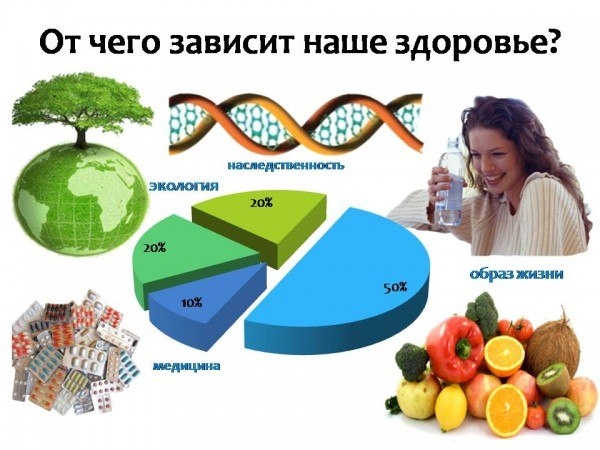 От чего зависит наше здоровье?
наследственность
экология
20%
20%
50%
10%
образ жизни
медицина